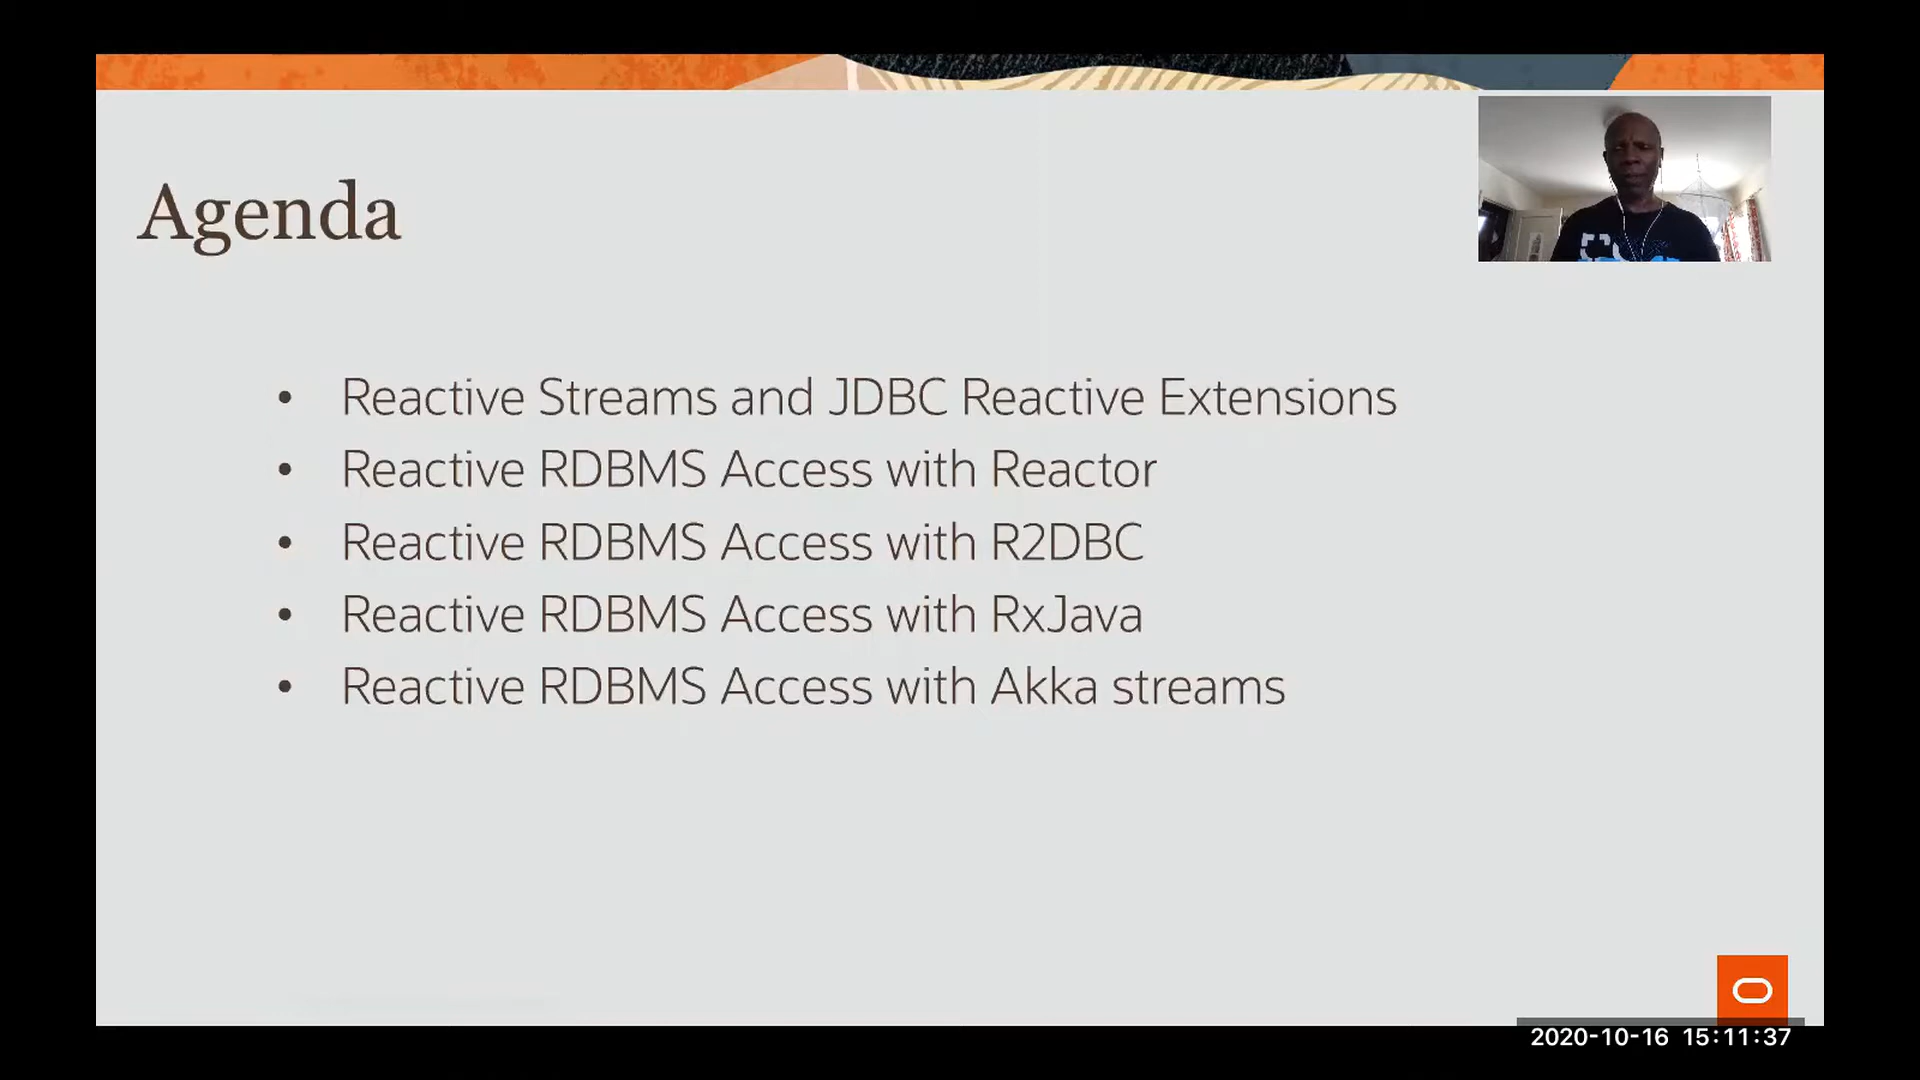 Agenda
• Reactive Streams and JDBC Reactive Extensions
• Reactive RDBMS Access with Reactor
• Reactive RDBMS Access with R2DBC
• Reactive RDBMS Access with RxJava
• Reactive RDBMS Access with Akka streams
2020-10-16 15:11:37